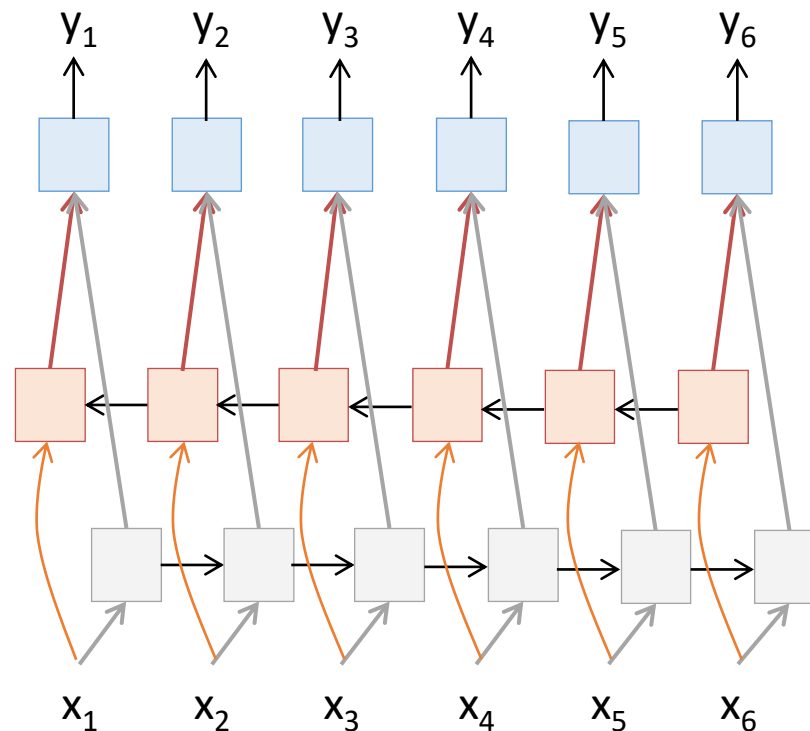 y₁ y₂ y₃ y₄ y₅ y₆
x₁ x₂ x₃ x₄ x₅ x₆